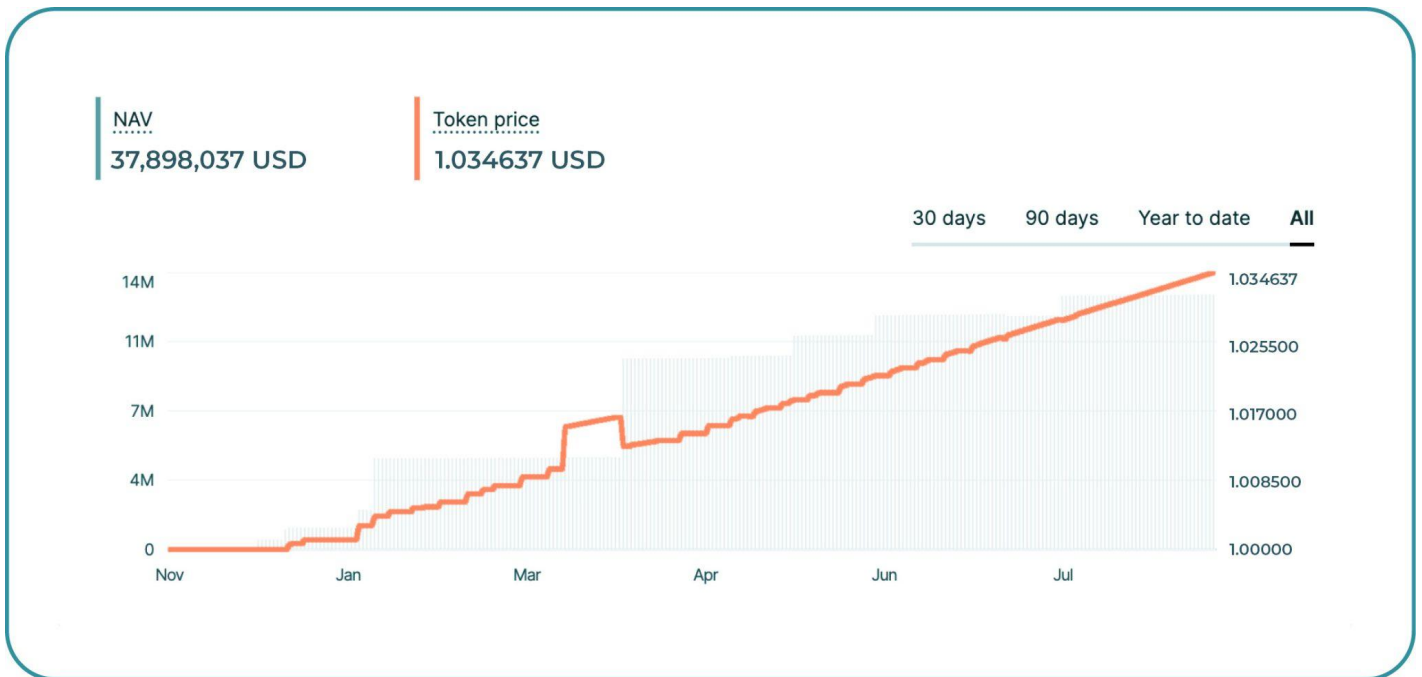 NAV
37,898,037 USD
Token price
1.034637 USD
30 days
90 days
Year to date
All
14M
11M
7M
4M
0
1.034637
1.025500
1.017000
1.008500
1.00000
Nov
Jan
Mar
Apr
Jun
Jul